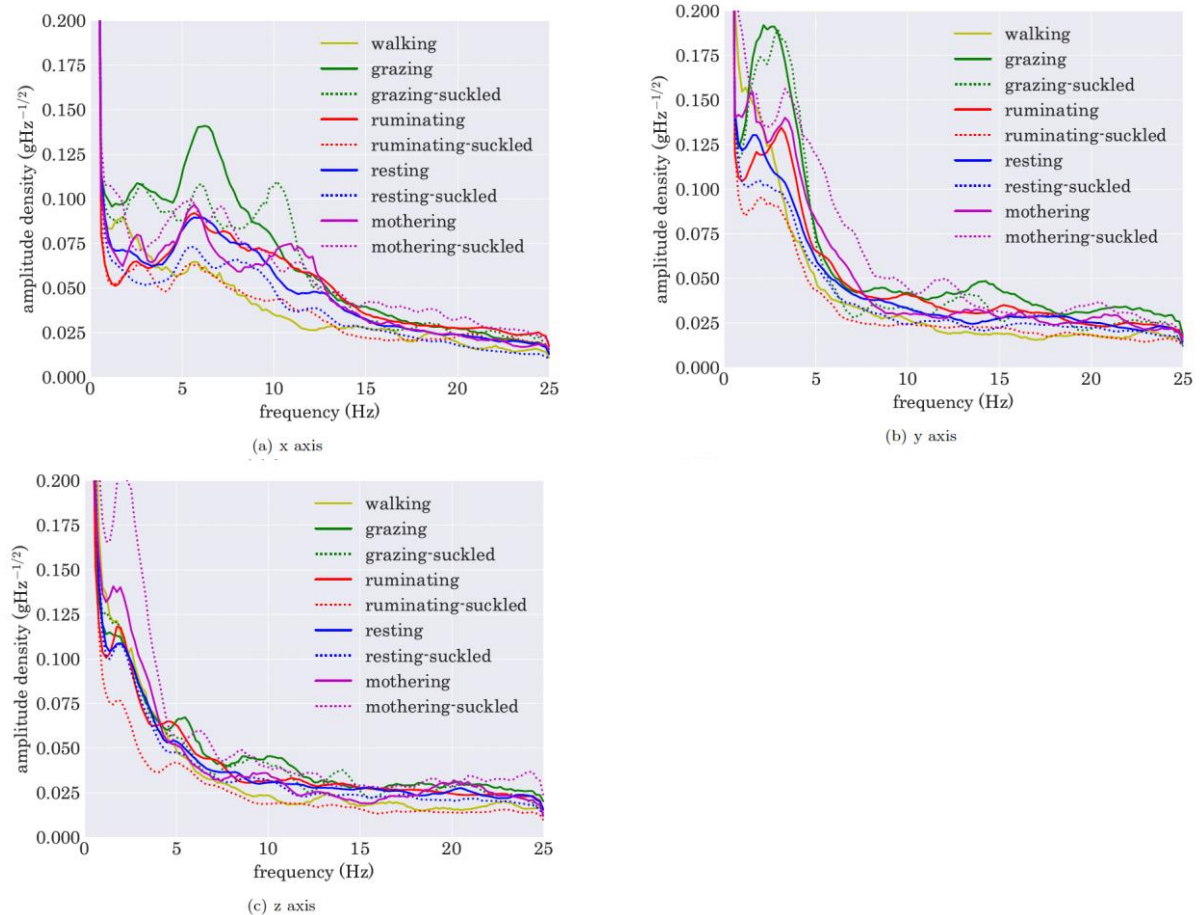 0.200
0.175
0.150
0.125
0.100
0.075
0.050
0.025
0.000
amplitude density (gHz−1/2)
walking
grazing
grazing-suckled
ruminating
ruminating-suckled
resting
resting-suckled
mothering
mothering-suckled
0 5 10 15 20 25
frequency (Hz)
(a) x axis
0.200
0.175
0.150
0.125
0.100
0.075
0.050
0.025
0.000
amplitude density (gHz−1/2)
walking
grazing
grazing-suckled
ruminating
ruminating-suckled
resting
resting-suckled
mothering
mothering-suckled
0 5 10 15 20 25
frequency (Hz)
(b) y axis
0.200
0.175
0.150
0.125
0.100
0.075
0.050
0.025
0.000
amplitude density (gHz−1/2)
walking
grazing
grazing-suckled
ruminating
ruminating-suckled
resting
resting-suckled
mothering
mothering-suckled
0 5 10 15 20 25
frequency (Hz)
(c) z axis